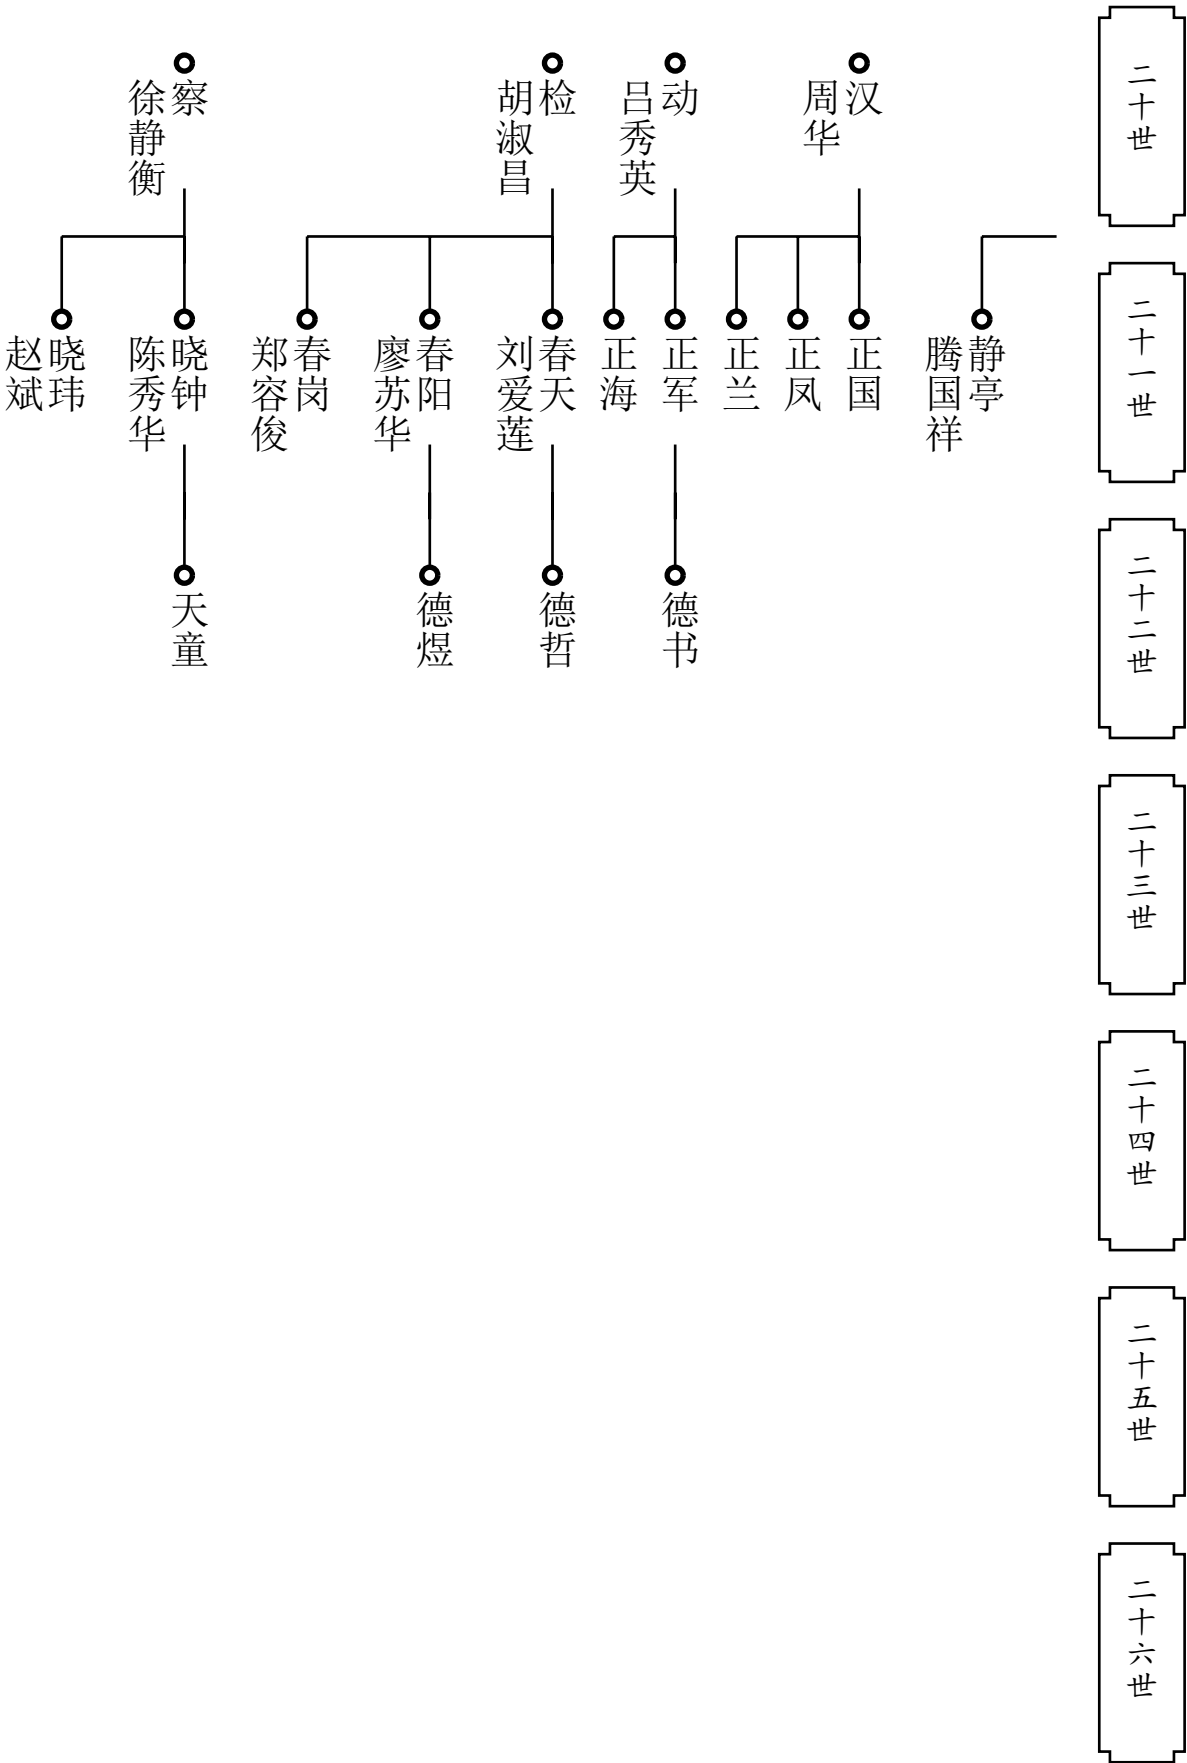 二十世
汉
周华
动
吕秀英
检
胡淑昌
察
徐静衡
二十一世
静亭
腾国祥
正国
正凤
正兰
正军
正海
春天
刘爱莲
春阳
廖苏华
春岗
郑容俊
晓钟
陈秀华
晓玮
赵斌
二十二世
德书
德哲
德煜
天童
二十三世
二十四世
二十五世
二十六世